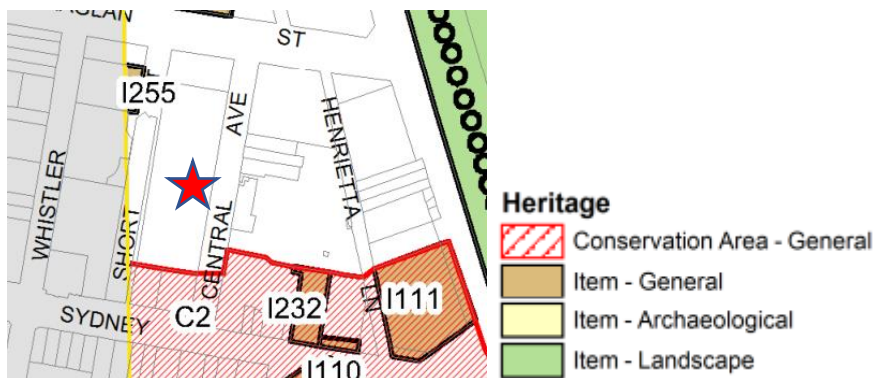 ST
I255
AVE
HENRIETTA
WHISTLER
SHORT
CENTRAL
LN
C2
I232
I111
SYDNEY
I110
Heritage
Conservation Area - General
Item - General
Item - Archaeological
Item - Landscape